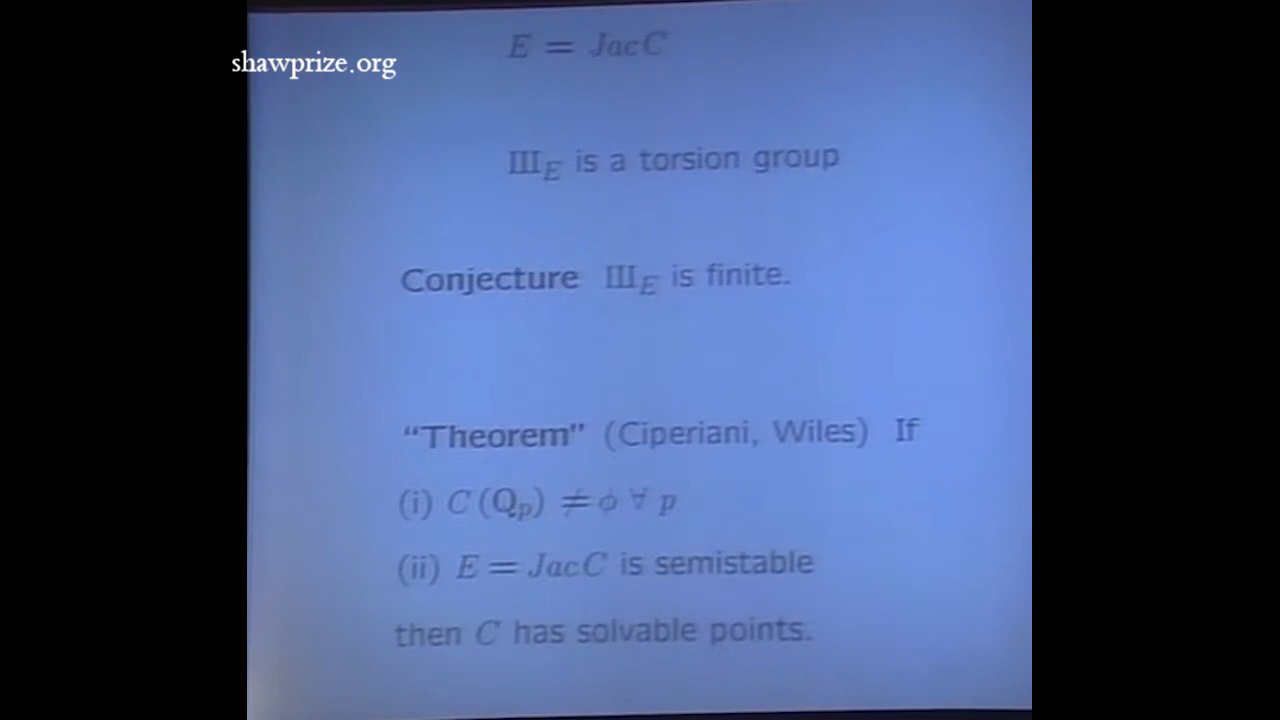 E = JacC
shawprize.org
Ш_E is a torsion group
Conjecture Ш_E is finite.
“Theorem” (Ciperiani, Wiles) If
(i) C(Q_p) ≠ ϕ ∀ p
(ii) E = JacC is semistable
then C has solvable points.